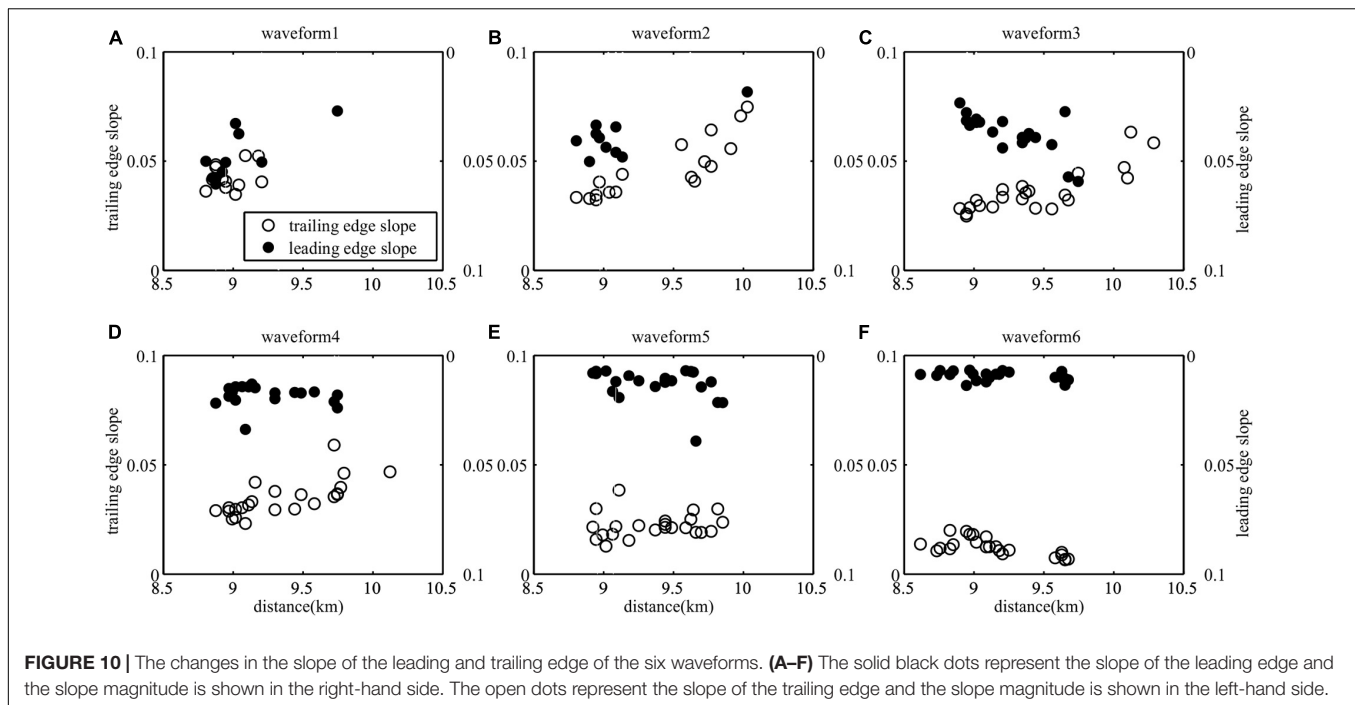 A waveform1 B waveform2 C waveform3
0.1 0 0.1 0 0.1 0
trailing edge slope leading edge slope
0.05 0.05 0.05 0.05 0.05 0.05
trailing edge slope
leading edge slope
0 0.1 0 0.1 0 0.1
8.5 9 9.5 10 10.5 8.5 9 9.5 10 10.5 8.5 9 9.5 10 10.5
D waveform4 E waveform5 F waveform6
0.1 0 0.1 0 0.1 0
trailing edge slope leading edge slope
0.05 0.05 0.05 0.05 0.05 0.05
0 0.1 0 0.1 0 0.1
8.5 9 9.5 10 10.5 8.5 9 9.5 10 10.5 8.5 9 9.5 10 10.5
distance(km) distance(km) distance(km)
FIGURE 10 | The changes in the slope of the leading and trailing edge of the six waveforms. (A–F) The solid black dots represent the slope of the leading edge and
the slope magnitude is shown in the right-hand side. The open dots represent the slope of the trailing edge and the slope magnitude is shown in the left-hand side.